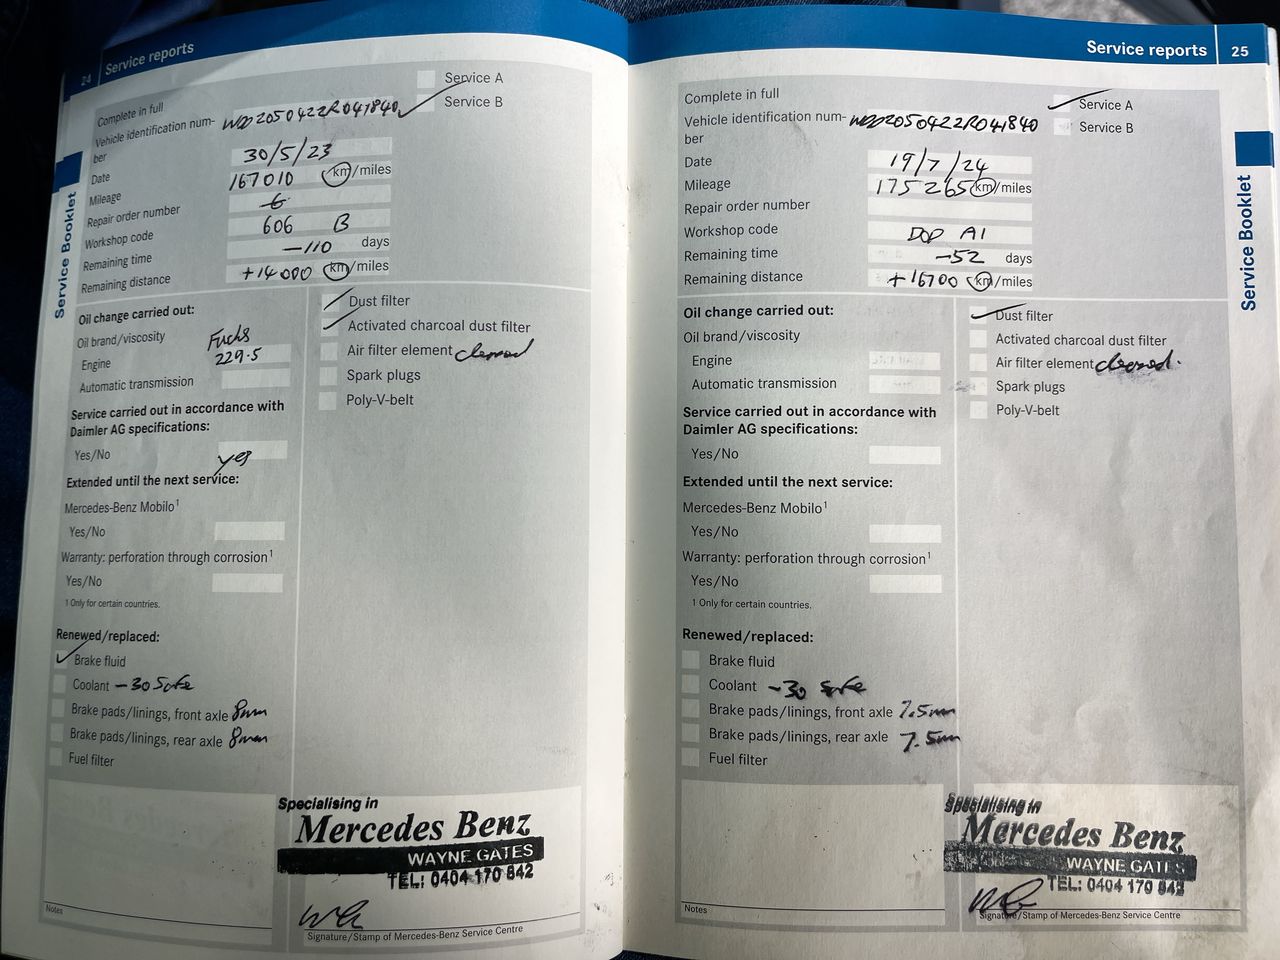 24 Service reports
Service A
Service B
Complete in full
Vehicle identification num-
ber
WDD2050422R041840
Date 30/5/23
Mileage 167010 km/miles
Repair order number
Workshop code 606 B
Remaining time -110 days
Remaining distance +14000 km/miles
Oil change carried out:
Oil brand/viscosity Fuchs
Engine 229.5
Automatic transmission
Service carried out in accordance with
Daimler AG specifications:
Yes/No yes
Extended until the next service:
Mercedes-Benz Mobilo¹
Yes/No
Warranty: perforation through corrosion¹
Yes/No
1 Only for certain countries.
Dust filter
Activated charcoal dust filter
Air filter element cleaned
Spark plugs
Poly-V-belt
Renewed/replaced:
Brake fluid
Coolant -30 Safe
Brake pads/linings, front axle 8mm
Brake pads/linings, rear axle 8mm
Fuel filter
Specialising in
Mercedes Benz
WAYNE GATES
TEL: 0404 170 842
Notes
Signature/Stamp of Mercedes-Benz Service Centre
Service Booklet
Service reports 25
Complete in full
Service A
Service B
Vehicle identification num-
ber
WDD2050422R041840
Date 19/7/24
Mileage 175265 km/miles
Repair order number
Workshop code A1
Remaining time -52 days
Remaining distance +16700 km/miles
Oil change carried out:
Oil brand/viscosity
Engine
Automatic transmission
Service carried out in accordance with
Daimler AG specifications:
Yes/No
Extended until the next service:
Mercedes-Benz Mobilo¹
Yes/No
Warranty: perforation through corrosion¹
Yes/No
1 Only for certain countries.
Dust filter
Activated charcoal dust filter
Air filter element cleaned.
Spark plugs
Poly-V-belt
Renewed/replaced:
Brake fluid
Coolant -30 Safe
Brake pads/linings, front axle 7.5mm
Brake pads/linings, rear axle 7.5mm
Fuel filter
Specialising in
Mercedes Benz
WAYNE GATES
TEL: 0404 170 842
Notes
Signature/Stamp of Mercedes-Benz Service Centre
Service Booklet